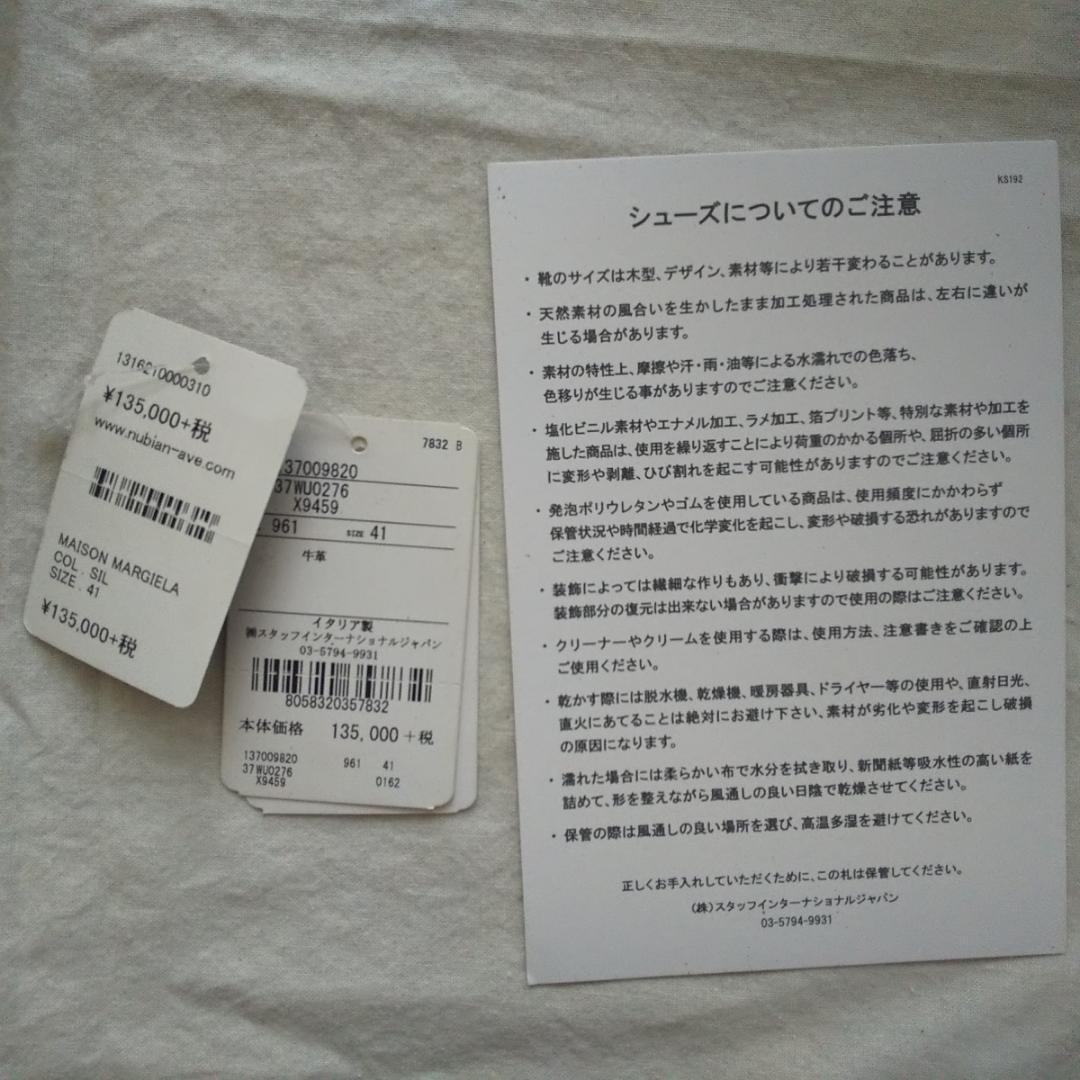 1316210000310
¥135,000+税
www.nubian-ave.com
MAISON MARGIELA
COL. SIL
SIZE. 41
¥135,000+税
7832 B
137009820
37WU0276
X9459
961 SIZE 41
牛革
イタリア製
㈱スタッフインターナショナルジャパン
03-5794-9931
8058320357832
本体価格 135,000+税
137009820 961 41
37WU0276
X9459 0162
KS192
シューズについてのご注意
・靴のサイズは木型、デザイン、素材等により若干変わることがあります。
・天然素材の風合いを生かしたまま加工処理された商品は、左右に違いが
生じる場合があります。
・素材の特性上、摩擦や汗・雨・油等による水濡れでの色落ち、
色移りが生じる事がありますのでご注意ください。
・塩化ビニル素材やエナメル加工、ラメ加工、箔プリント等、特別な素材や加工を
施した商品は、使用を繰り返すことにより荷重のかかる個所や、屈折の多い個所
に変形や剥離、ひび割れを起こす可能性がありますのでご注意ください。
・発泡ポリウレタンやゴムを使用している商品は、使用頻度にかかわらず
保管状況や時間経過で化学変化を起こし、変形や破損する恐れがありますので
ご注意ください。
・装飾によっては繊細な作りもあり、衝撃により破損する可能性があります。
装飾部分の復元は出来ない場合がありますので使用の際はご注意ください。
・クリーナーやクリームを使用する際は、使用方法、注意書きをご確認の上
ご使用ください。
・乾かす際には脱水機、乾燥機、暖房器具、ドライヤー等の使用や、直射日光、
直火にあてることは絶対にお避け下さい、素材が劣化や変形を起こし破損
の原因になります。
・濡れた場合には柔らかい布で水分を拭き取り、新聞紙等吸水性の高い紙を
詰めて、形を整えながら風通しの良い日陰で乾燥させてください。
・保管の際は風通しの良い場所を選び、高温多湿を避けてください。
正しくお手入れしていただくために、この札は保管してください。
(株)スタッフインターナショナルジャパン
03-5794-9931